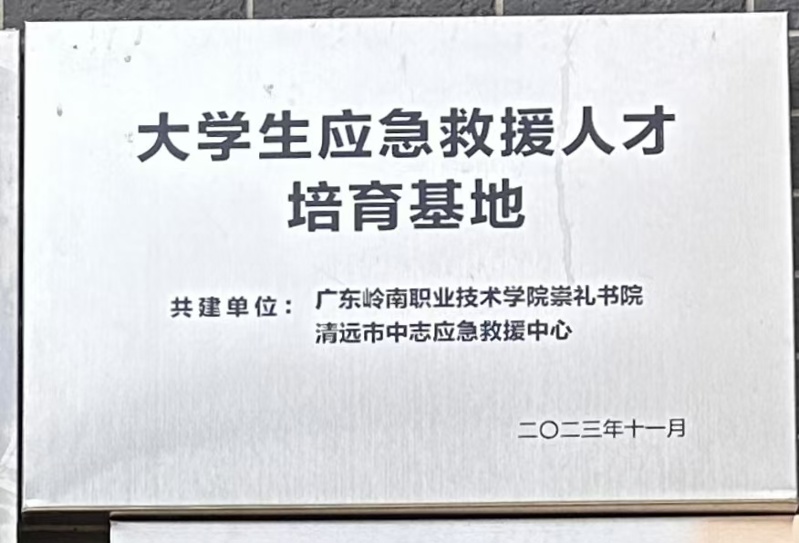 大学生应急救援人才
培育基地
共建单位：广东岭南职业技术学院崇礼书院
清远市中志应急救援中心
二〇二三年十一月